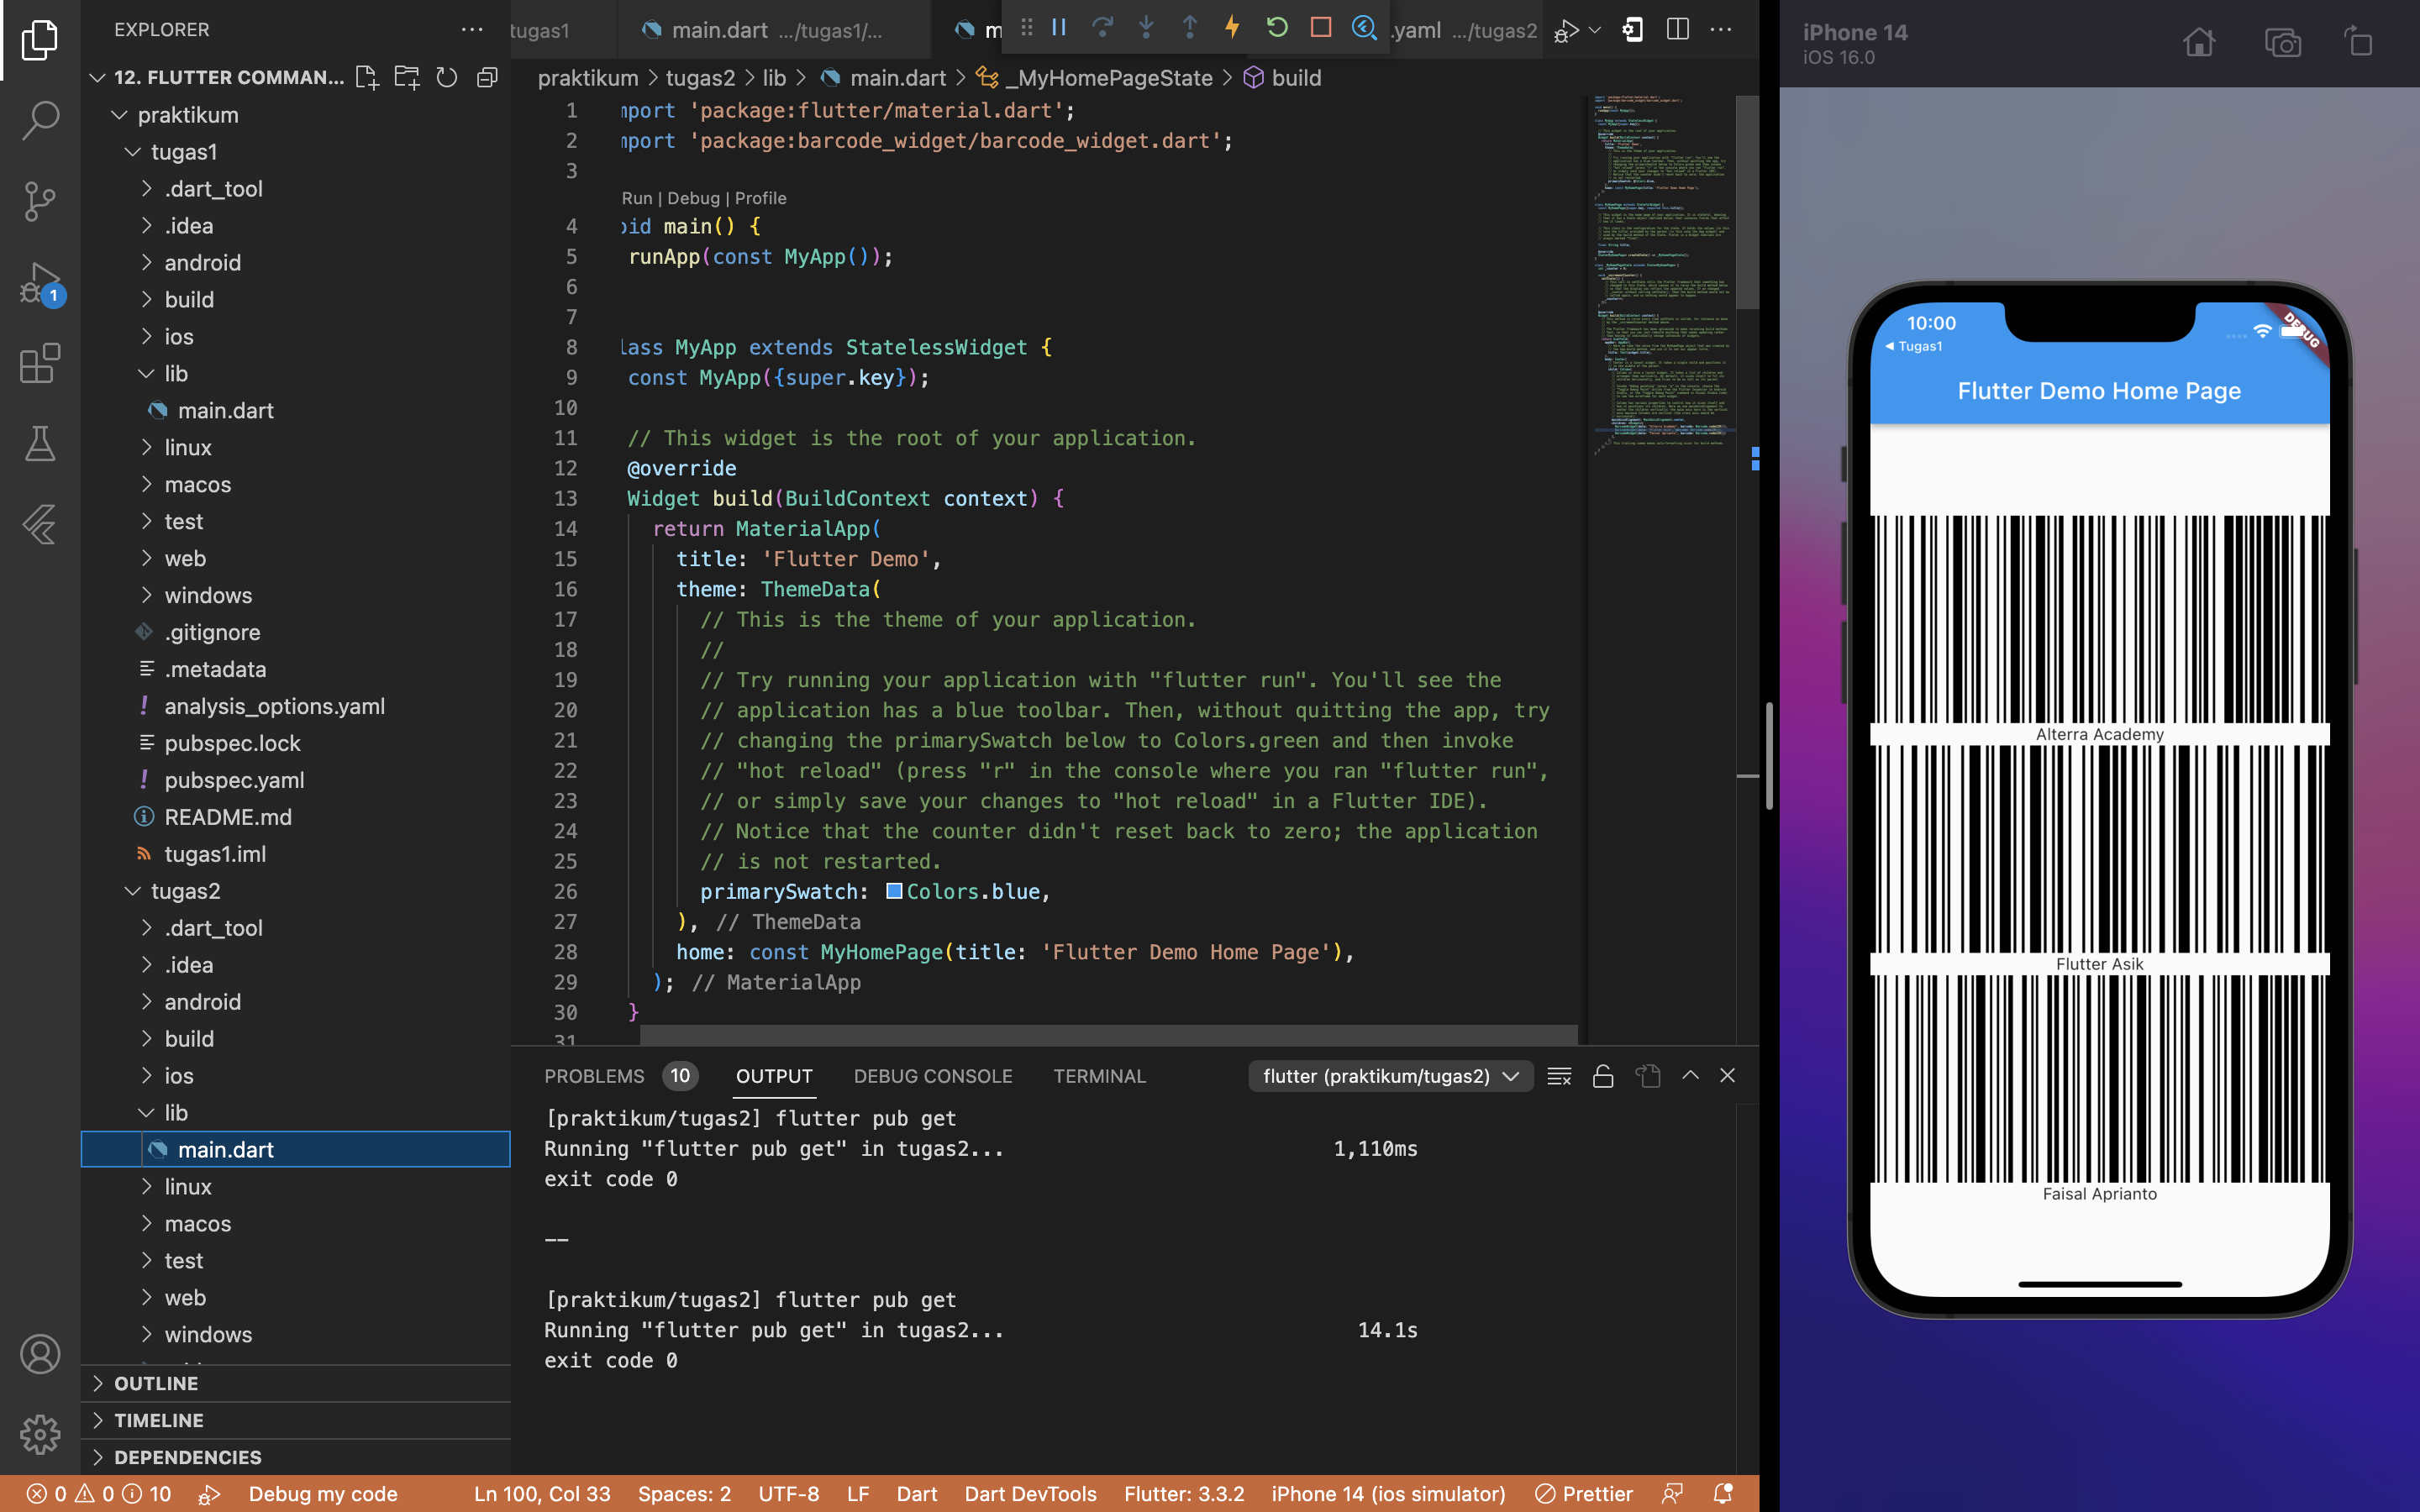 EXPLORER
12. FLUTTER COMMAN...
praktikum
tugas1
.dart_tool
.idea
android
build
ios
lib
main.dart
linux
macos
test
web
windows
.gitignore
.metadata
analysis_options.yaml
pubspec.lock
pubspec.yaml
README.md
tugas1.iml
tugas2
.dart_tool
.idea
android
build
ios
lib
main.dart
linux
macos
test
web
windows
OUTLINE
TIMELINE
DEPENDENCIES
tugas1
main.dart .../tugas1/...
m
.yaml .../tugas2
praktikum > tugas2 > lib > main.dart > _MyHomePageState > build
1 mport 'package:flutter/material.dart';
2 mport 'package:barcode_widget/barcode_widget.dart';
3
Run | Debug | Profile
4 oid main() {
5 runApp(const MyApp());
6
7
8 lass MyApp extends StatelessWidget {
9 const MyApp({super.key});
10
11 // This widget is the root of your application.
12 @override
13 Widget build(BuildContext context) {
14 return MaterialApp(
15 title: 'Flutter Demo',
16 theme: ThemeData(
17 // This is the theme of your application.
18 //
19 // Try running your application with "flutter run". You'll see the
20 // application has a blue toolbar. Then, without quitting the app, try
21 // changing the primarySwatch below to Colors.green and then invoke
22 // "hot reload" (press "r" in the console where you ran "flutter run",
23 // or simply save your changes to "hot reload" in a Flutter IDE).
24 // Notice that the counter didn't reset back to zero; the application
25 // is not restarted.
26 primarySwatch: Colors.blue,
27 ), // ThemeData
28 home: const MyHomePage(title: 'Flutter Demo Home Page'),
29 ); // MaterialApp
30 }
31
PROBLEMS 10 OUTPUT DEBUG CONSOLE TERMINAL flutter (praktikum/tugas2)
[praktikum/tugas2] flutter pub get
Running "flutter pub get" in tugas2... 1,110ms
exit code 0
--
[praktikum/tugas2] flutter pub get
Running "flutter pub get" in tugas2... 14.1s
exit code 0
1
0 0 10 Debug my code Ln 100, Col 33 Spaces: 2 UTF-8 LF Dart Dart DevTools Flutter: 3.3.2 iPhone 14 (ios simulator) Prettier
iPhone 14
iOS 16.0
10:00
Tugas1
DEBUG
Flutter Demo Home Page
Alterra Academy
Flutter Asik
Faisal Aprianto